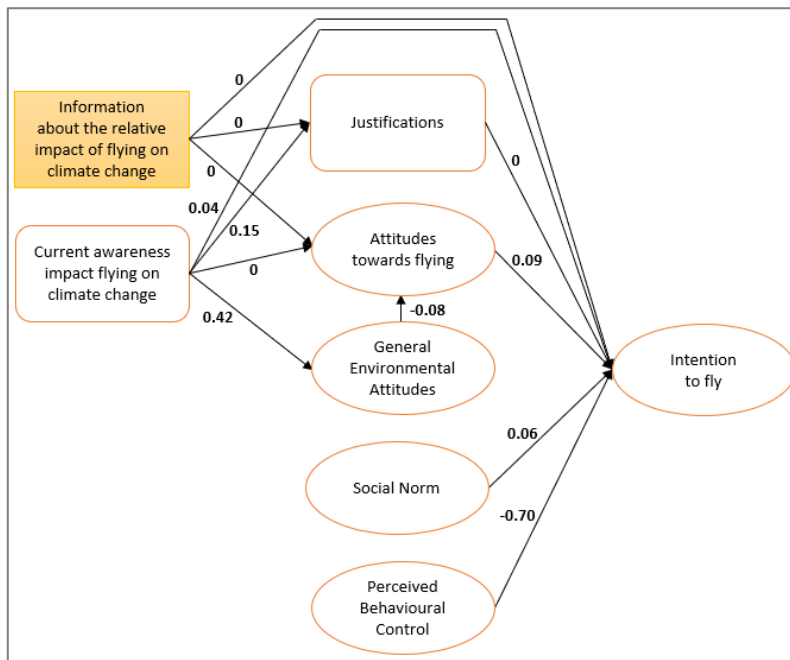 0
Information
about the relative
impact of flying on
climate change
0
Justifications
0
0
0.04
0.15
Current awareness
impact flying on
climate change
0
Attitudes
towards flying
0.09
0.42
-0.08
General
Environmental
Attitudes
Intention
to fly
0.06
Social Norm
-0.70
Perceived
Behavioural
Control